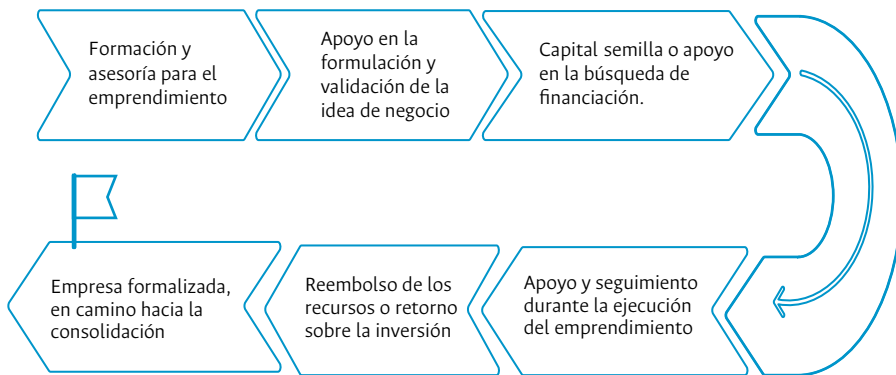 Formación y
asesoría para el
emprendimiento
Apoyo en la
formulación y
validación de la
idea de negocio
Capital semilla o apoyo
en la búsqueda de
financiación.
Apoyo y seguimiento
durante la ejecución
del emprendimiento
Reembolso de los
recursos o retorno
sobre la inversión
Empresa formalizada,
en camino hacia la
consolidación